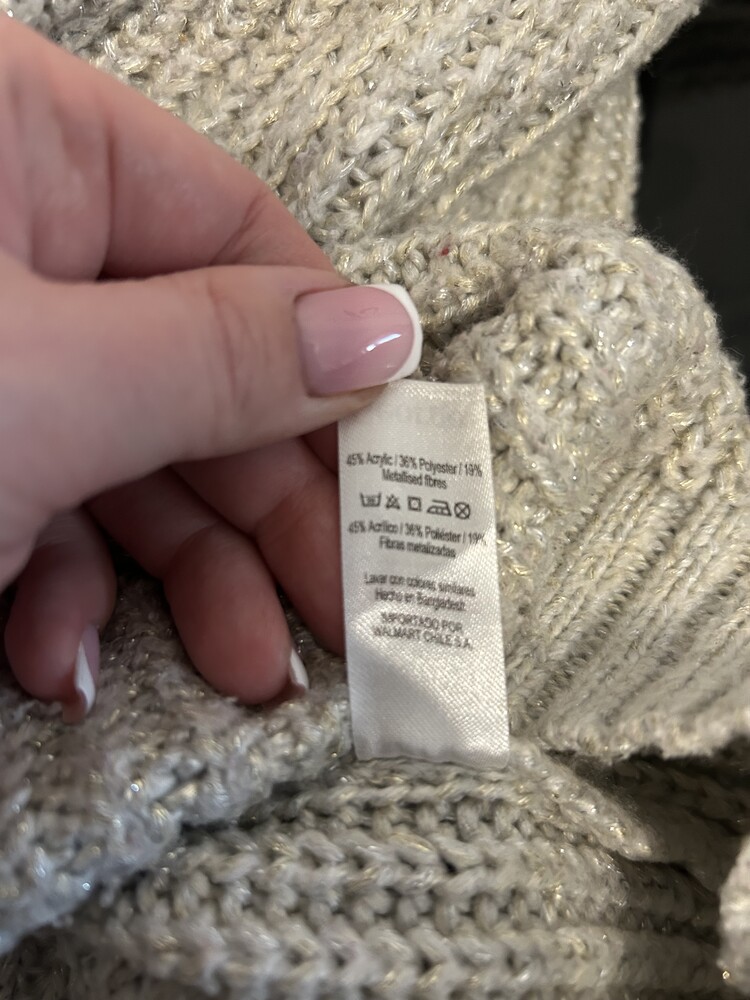 45% Acrylic / 36% Polyester / 19%
Metallised fibres
45% Acrílico / 36% Poliéster / 19%
Fibras metalizadas
Lavar con colores similares
Hecho en Bangladesh
IMPORTADO POR
WALMART CHILE S.A.